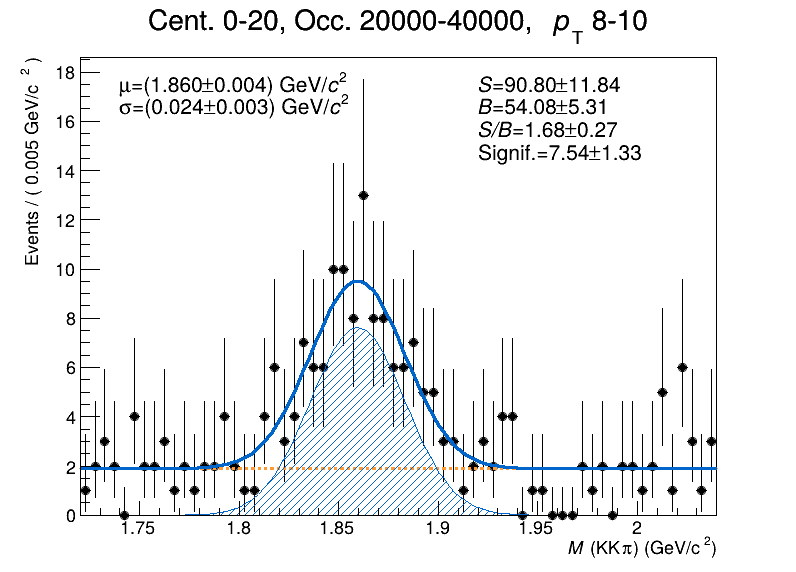 Cent. 0-20, Occ. 20000-40000, pT 8-10
Events / ( 0.005 GeV/c² )
μ=(1.860±0.004) GeV/c²
σ=(0.024±0.003) GeV/c²
S=90.80±11.84
B=54.08±5.31
S/B=1.68±0.27
Signif.=7.54±1.33
18
16
14
12
10
8
6
4
2
0
1.75 1.8 1.85 1.9 1.95 2
M (KKπ) (GeV/c²)